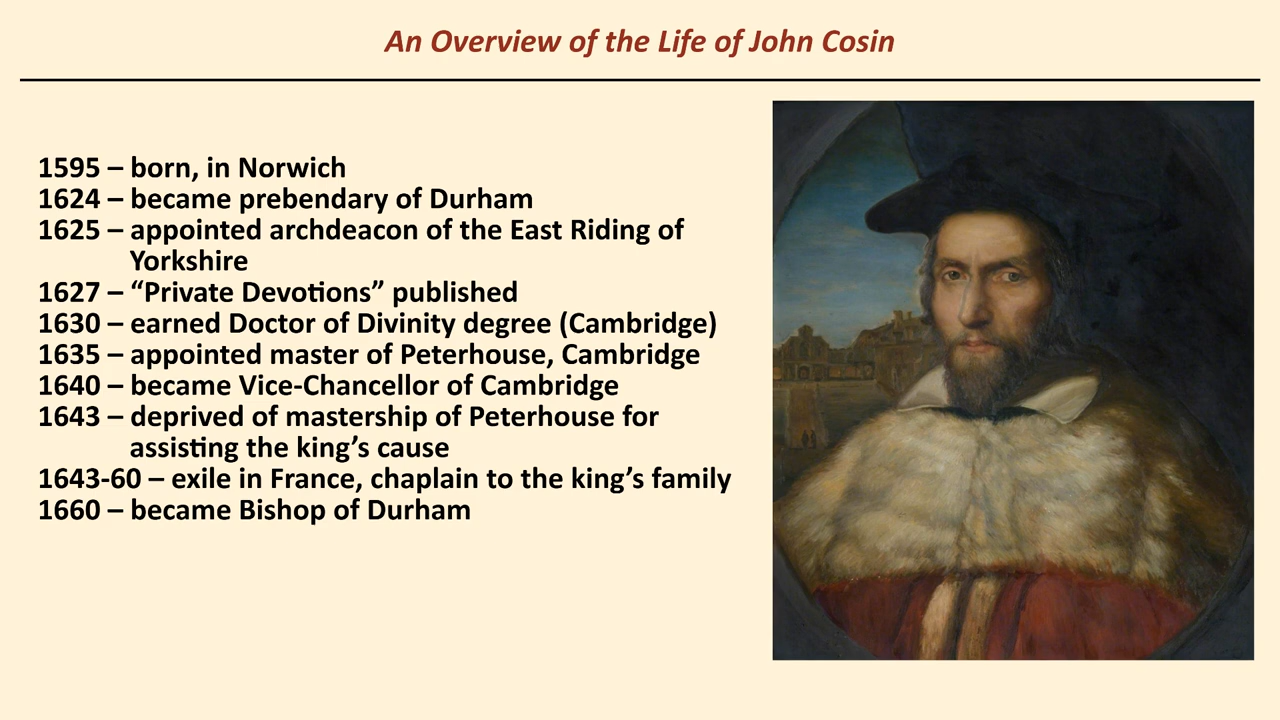 An Overview of the Life of John Cosin
1595 – born, in Norwich
1624 – became prebendary of Durham
1625 – appointed archdeacon of the East Riding of
Yorkshire
1627 – “Private Devotions” published
1630 – earned Doctor of Divinity degree (Cambridge)
1635 – appointed master of Peterhouse, Cambridge
1640 – became Vice-Chancellor of Cambridge
1643 – deprived of mastership of Peterhouse for
assisting the king’s cause
1643-60 – exile in France, chaplain to the king’s family
1660 – became Bishop of Durham